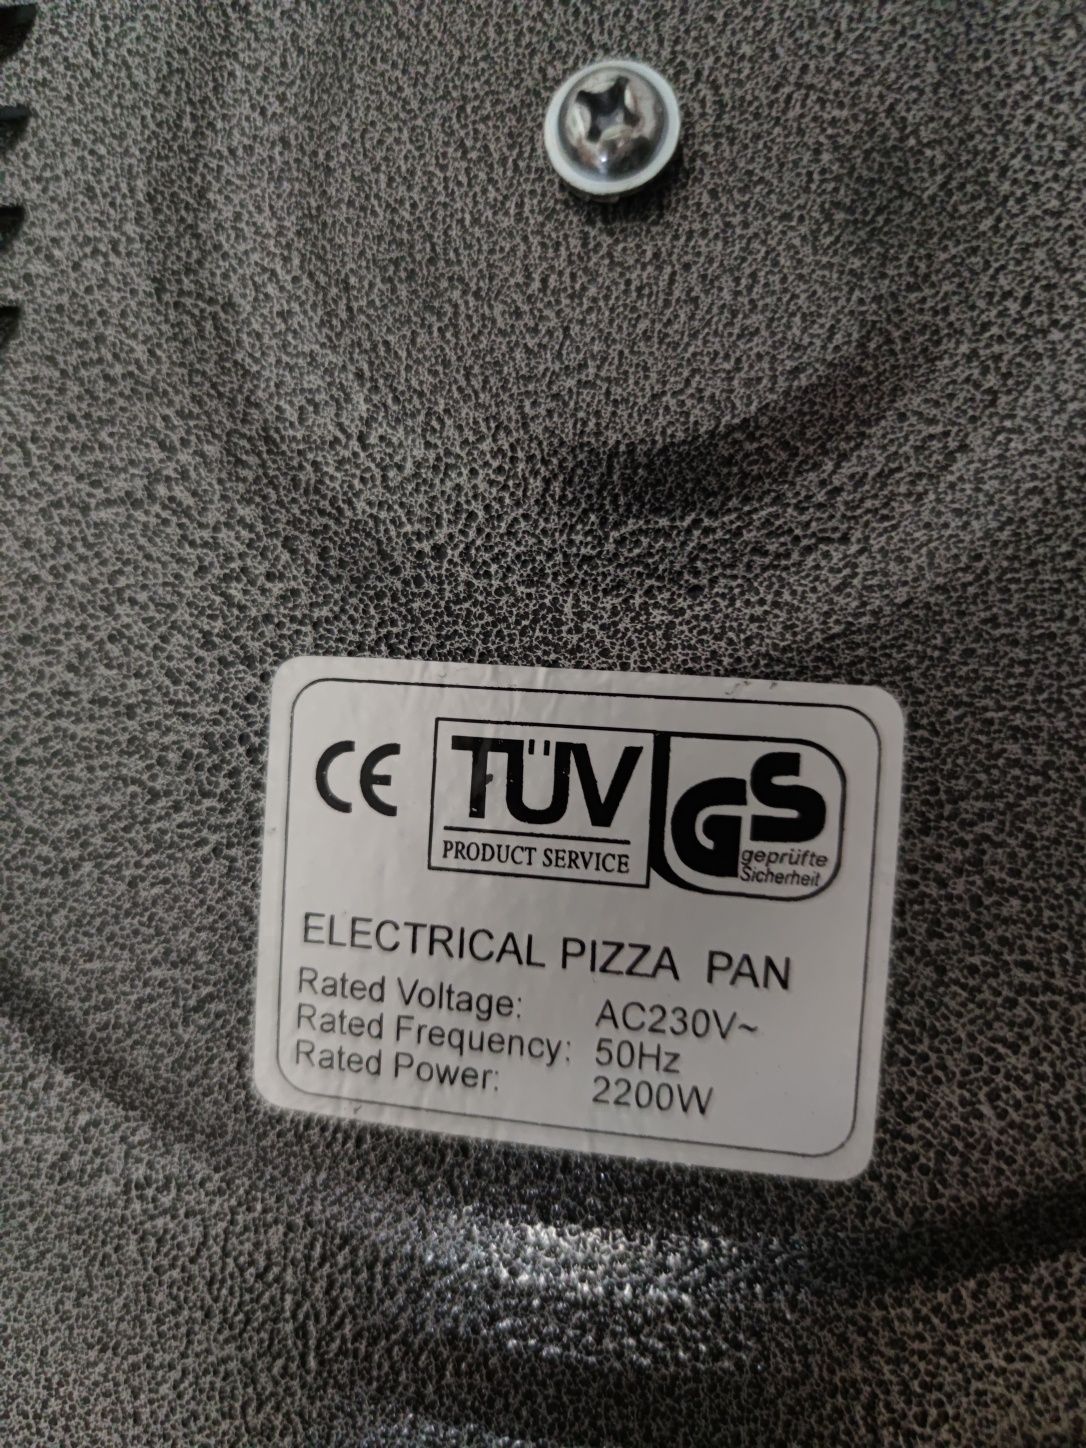 CE TÜV GS
PRODUCT SERVICE
geprüfte
Sicherheit
ELECTRICAL PIZZA PAN
Rated Voltage: AC230V~
Rated Frequency: 50Hz
Rated Power: 2200W